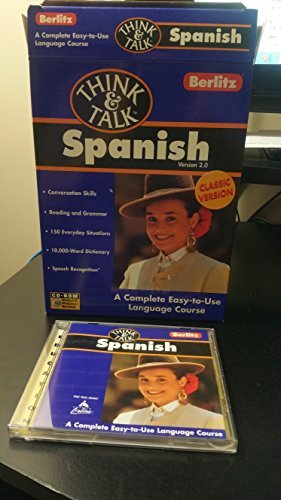 Berlitz
A Complete Easy-to-Use
Language Course
THINK
&
TALK
Spanish
THINK
&
TALK
Berlitz
Spanish
Version 2.0
CLASSIC
VERSION
• Conversation Skills
• Reading and Grammar
• 150 Everyday Situations
• 10,000-Word Dictionary
• Speech Recognition*
CD-ROM
A Complete Easy-to-Use
Language Course
THINK
&
TALK
Berlitz
Spanish
A Complete Easy-to-Use Language Course